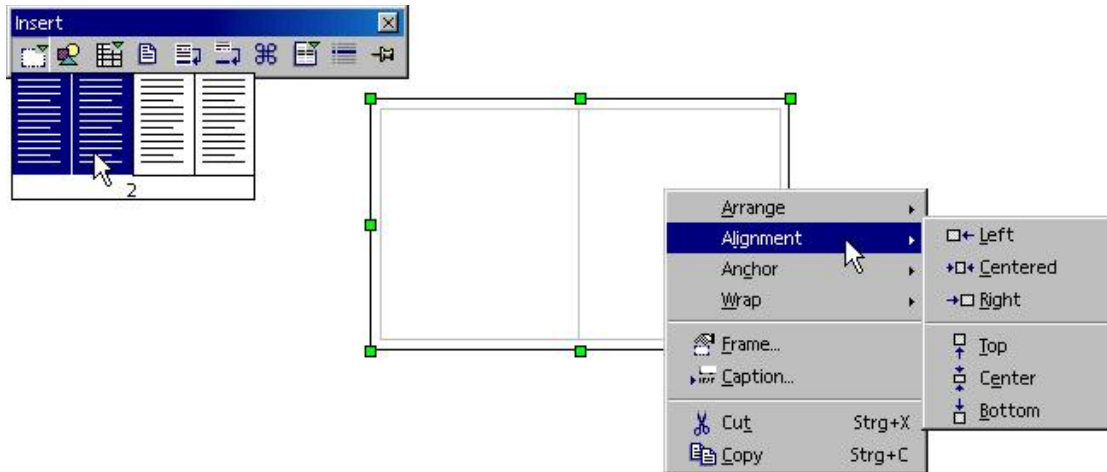 Insert
2
Arrange
Alignment
Anchor
Wrap
Frame...
Caption...
Cut Strg+X
Copy Strg+C
Left
Centered
Right
Top
Center
Bottom